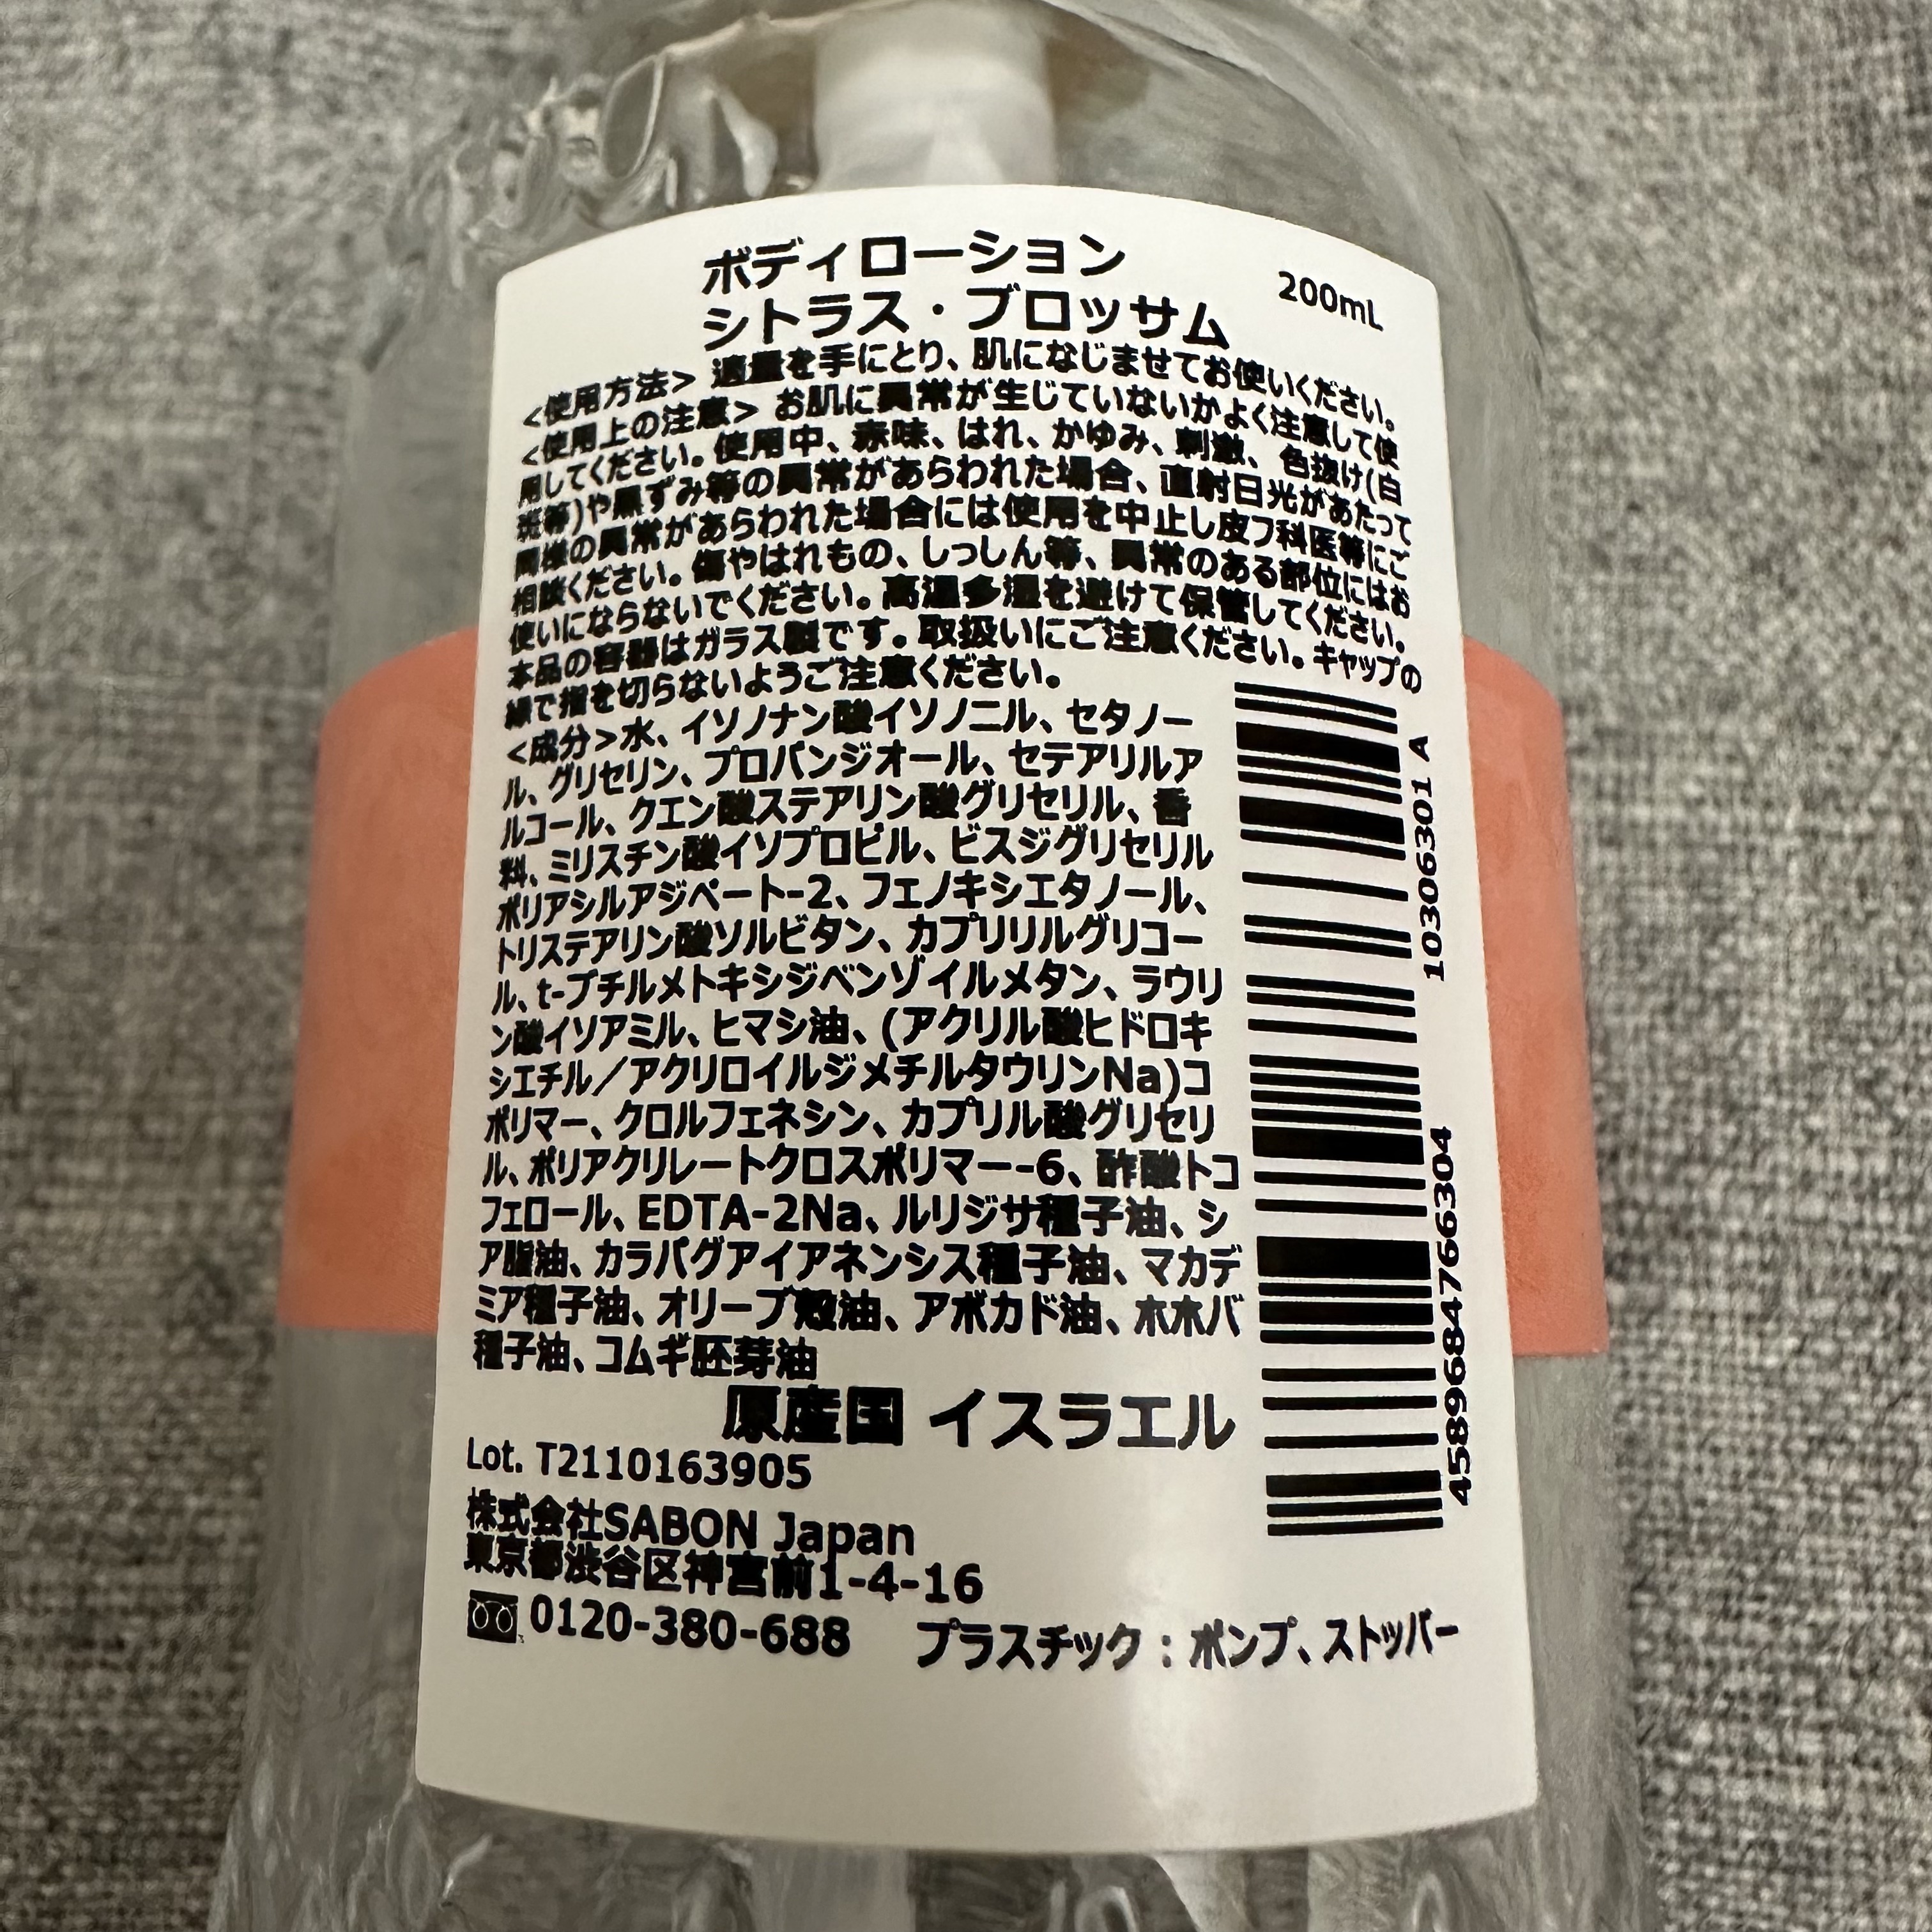 ボディローション
シトラス・ブロッサム
200mL
<使用方法> 適量を手にとり、肌になじませてお使いください。
<使用上の注意> お肌に異常が生じていないかよく注意して使
用してください。使用中、赤味、はれ、かゆみ、刺激、色抜け(白
斑等)や黒ずみ等の異常があらわれた場合、直射日光があたって
同様の異常があらわれた場合には使用を中止し皮フ科医等にご
相談ください。傷やはれもの、しっしん等、異常のある部位にはお
使いにならないでください。高温多湿を避けて保管してください。
本品の容器はガラス製です。取扱いにご注意ください。キャップの
縁で指を切らないようご注意ください。
<成分>水、イソノナン酸イソノニル、セタノー
ル、グリセリン、プロパンジオール、セテアリルア
ルコール、クエン酸ステアリン酸グリセリル、香
料、ミリスチン酸イソプロピル、ビスジグリセリル
ポリアシルアジペート-2、フェノキシエタノール、
トリステアリン酸ソルビタン、カプリリルグリコー
ル、t-ブチルメトキシジベンゾイルメタン、ラウリ
ン酸イソアミル、ヒマシ油、(アクリル酸ヒドロキ
シエチル/アクリロイルジメチルタウリンNa)コ
ポリマー、クロルフェネシン、カプリル酸グリセリ
ル、ポリアクリレートクロスポリマー-6、酢酸トコ
フェロール、EDTA-2Na、ルリジサ種子油、シ
ア脂油、カラパグアイアネンシス種子油、マカデ
ミア種子油、オリーブ殻油、アボカド油、ホホバ
種子油、コムギ胚芽油
原産国 イスラエル
Lot. T2110163905
株式会社SABON Japan
東京都渋谷区神宮前1-4-16
0120-380-688
プラスチック : ポンプ、ストッパー
10306301 A
4589684766304